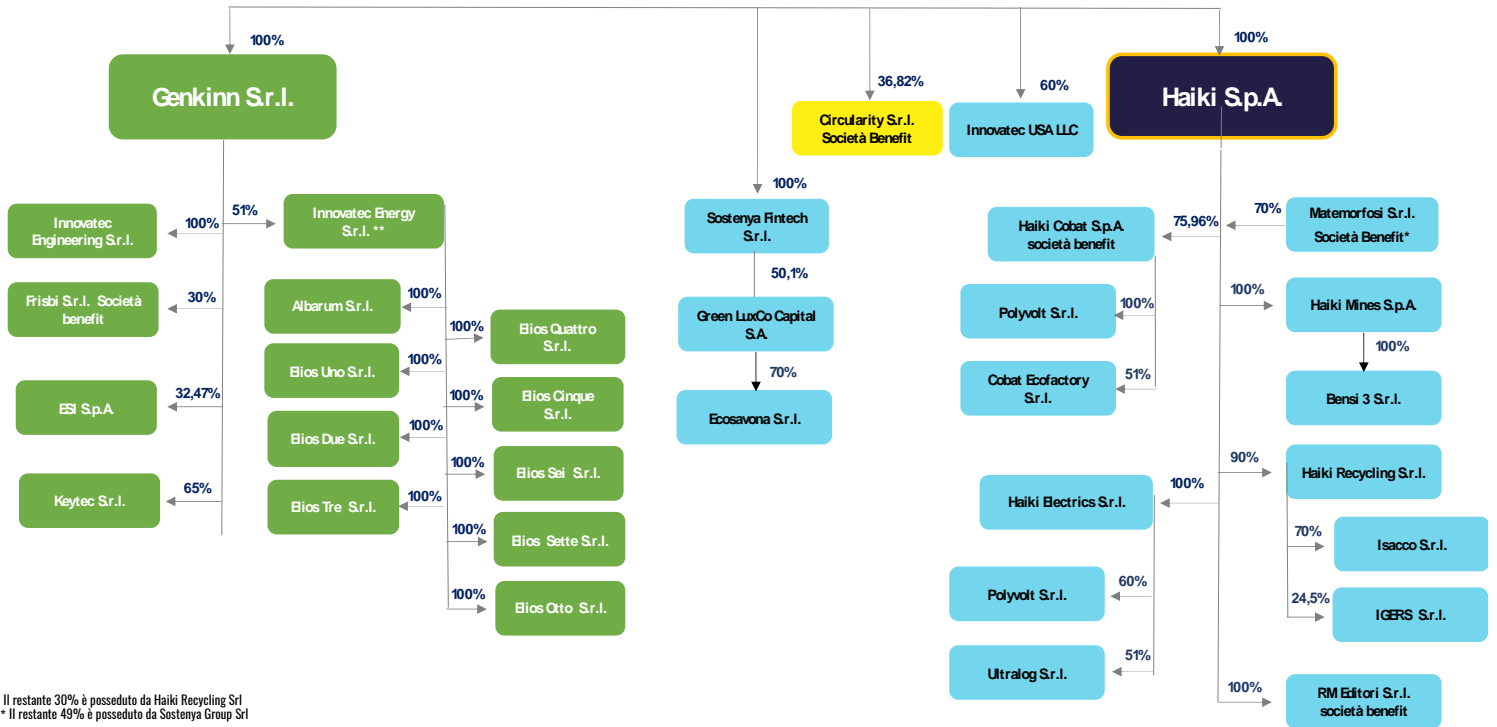 100%
100%
Genkinn S.r.l.
36,82%
60%
Haiki S.p.A.
Circularity S.r.l.
Società Benefit
Innovatec USA LLC
100%
Innovatec
Engineering S.r.l.
100%
51%
Innovatec Energy
S.r.l. **
Sostenya Fintech
S.r.l.
Haiki Cobat S.p.A.
società benefit
75,96%
70%
Matemorfosi S.r.l.
Società Benefit*
50,1%
Frisbi S.r.l. Società
benefit
30%
Albarum S.r.l.
100%
100%
Elios Quattro
S.r.l.
Green LuxCo Capital
S.A.
Polyvolt S.r.l.
100%
100%
Haiki Mines S.p.A.
100%
Elios Uno S.r.l.
100%
70%
Cobat Ecofactory
S.r.l.
51%
ESI S.p.A.
32,47%
100%
Elios Cinque
S.r.l.
Ecosavona S.r.l.
Bensi 3 S.r.l.
Elios Due S.r.l.
100%
100%
Elios Sei S.r.l.
90%
Haiki Recycling S.r.l.
Keytec S.r.l.
65%
Elios Tre S.r.l.
100%
Haiki Electrics S.r.l.
100%
100%
Elios Sette S.r.l.
70%
Isacco S.r.l.
100%
Elios Otto S.r.l.
Polyvolt S.r.l.
60%
24,5%
IGERS S.r.l.
Ultralog S.r.l.
51%
100%
RM Editori S.r.l.
società benefit
Il restante 30% è posseduto da Haiki Recycling Srl
* Il restante 49% è posseduto da Sostenya Group Srl